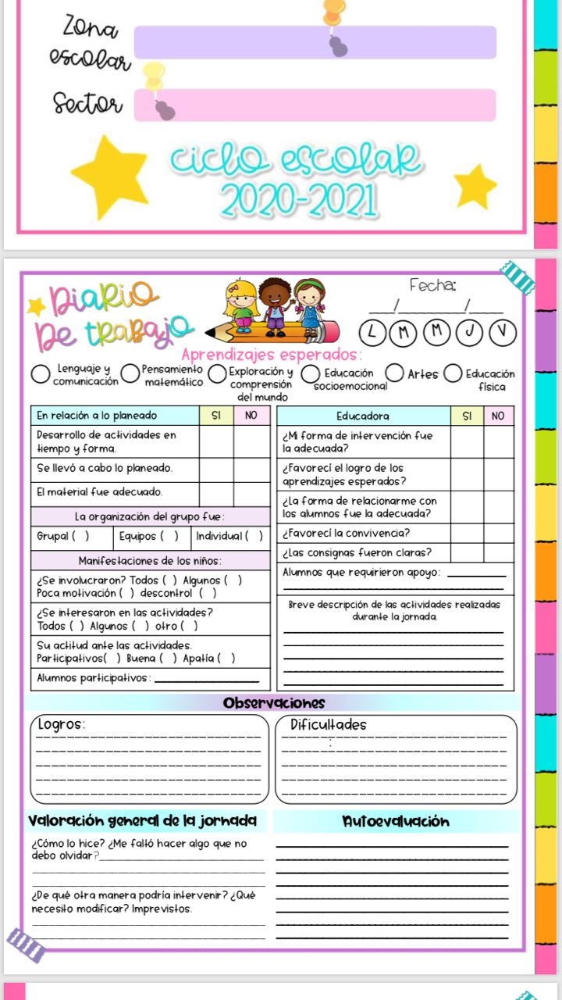 Zona
escolar
Sector
ciclo escolar
2020-2021
Diario
De trabajo
Fecha:
___/________/____
L M M J V
Aprendizajes esperados:
Lenguaje y
comunicación
Pensamiento
matemático
Exploración y
comprensión
del mundo
Educación
socioemocional
Artes
Educación
física
En relación a lo planeado SI NO
Desarrollo de actividades en
tiempo y forma.
Se llevó a cabo lo planeado.
El material fue adecuado.
La organización del grupo fue:
Grupal ( ) Equipos ( ) Individual ( )
Manifestaciones de los niños:
¿Se involucraron? Todos ( ) Algunos ( )
Poca motivación ( ) descontrol ( )
¿Se interesaron en las actividades?
Todos ( ) Algunos ( ) otro ( )
Su actitud ante las actividades.
Participativos( ) Buena ( ) Apatía ( )
Alumnos participativos: ____________
Educadora SI NO
¿Mi forma de intervención fue
la adecuada?
¿Favorecí el logro de los
aprendizajes esperados?
¿La forma de relacionarme con
los alumnos fue la adecuada?
¿Favorecí la convivencia?
¿Las consignas fueron claras?
Alumnos que requirieron apoyo: ________
Breve descripción de las actividades realizadas
durante la jornada.
Observaciones
Logros:
Dificultades
:
Valoración general de la jornada
¿Cómo lo hice? ¿Me faltó hacer algo que no
debo olvidar?____________________
¿De qué otra manera podría intervenir? ¿Qué
necesito modificar? Imprevistos.
Autoevaluación